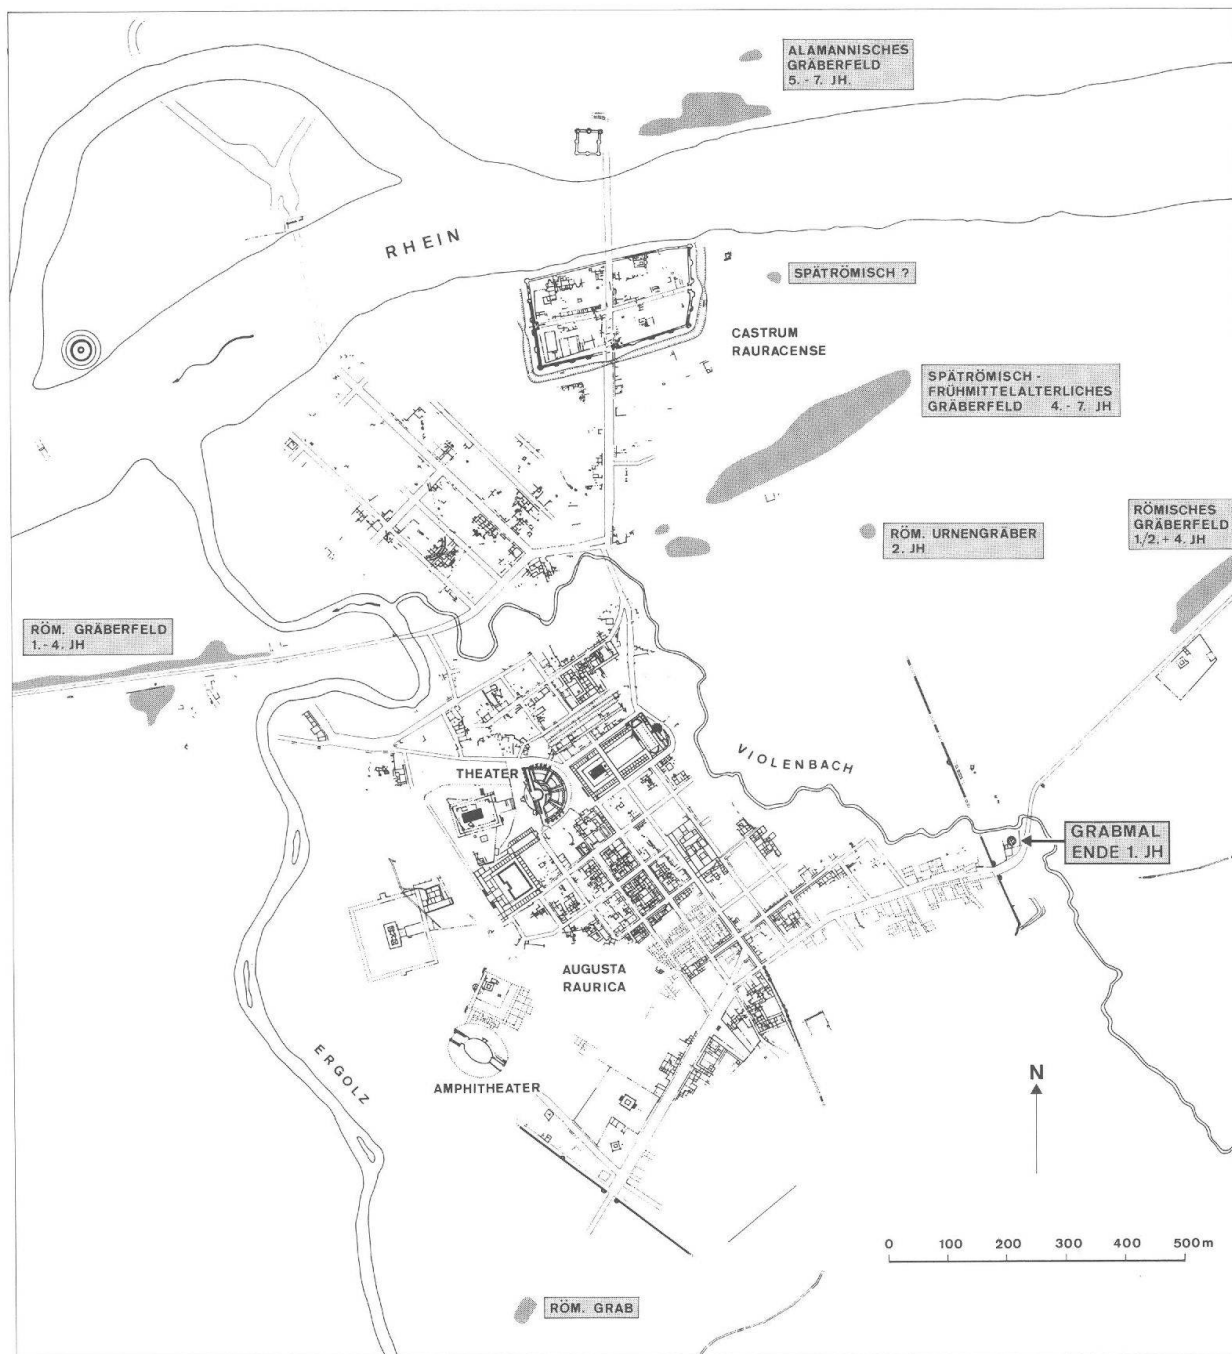 ALAMANNISCHES
GRÄBERFELD
5. - 7. JH.
RHEIN
SPÄTRÖMISCH ?
CASTRUM
RAURACENSE
SPÄTRÖMISCH -
FRÜHMITTELALTERLICHES
GRÄBERFELD 4. - 7. JH
RÖMISCHES
GRÄBERFELD
1./2. + 4. JH
RÖM. URNENGRÄBER
2. JH
RÖM. GRÄBERFELD
1. - 4. JH
VIOLENBACH
THEATER
GRABMAL
ENDE 1. JH
AUGUSTA
RAURICA
ERGOLZ
AMPHITHEATER
N
0 100 200 300 400 500 m
RÖM. GRAB